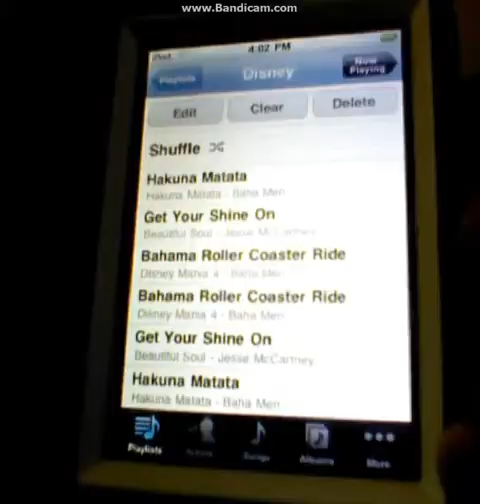 www.Bandicam.com
iPod
4:02 PM
Playlists
Disney
Now Playing
Edit
Clear
Delete
Shuffle
Hakuna Matata
Hakuna Matata - Baha Men
Get Your Shine On
Beautiful Soul - Jesse McCartney
Bahama Roller Coaster Ride
Disney Mania 4 - Baha Men
Bahama Roller Coaster Ride
Disney Mania 4 - Baha Men
Get Your Shine On
Beautiful Soul - Jesse McCartney
Hakuna Matata
Hakuna Matata - Baha Men
Playlists
Artists
Songs
Albums
More